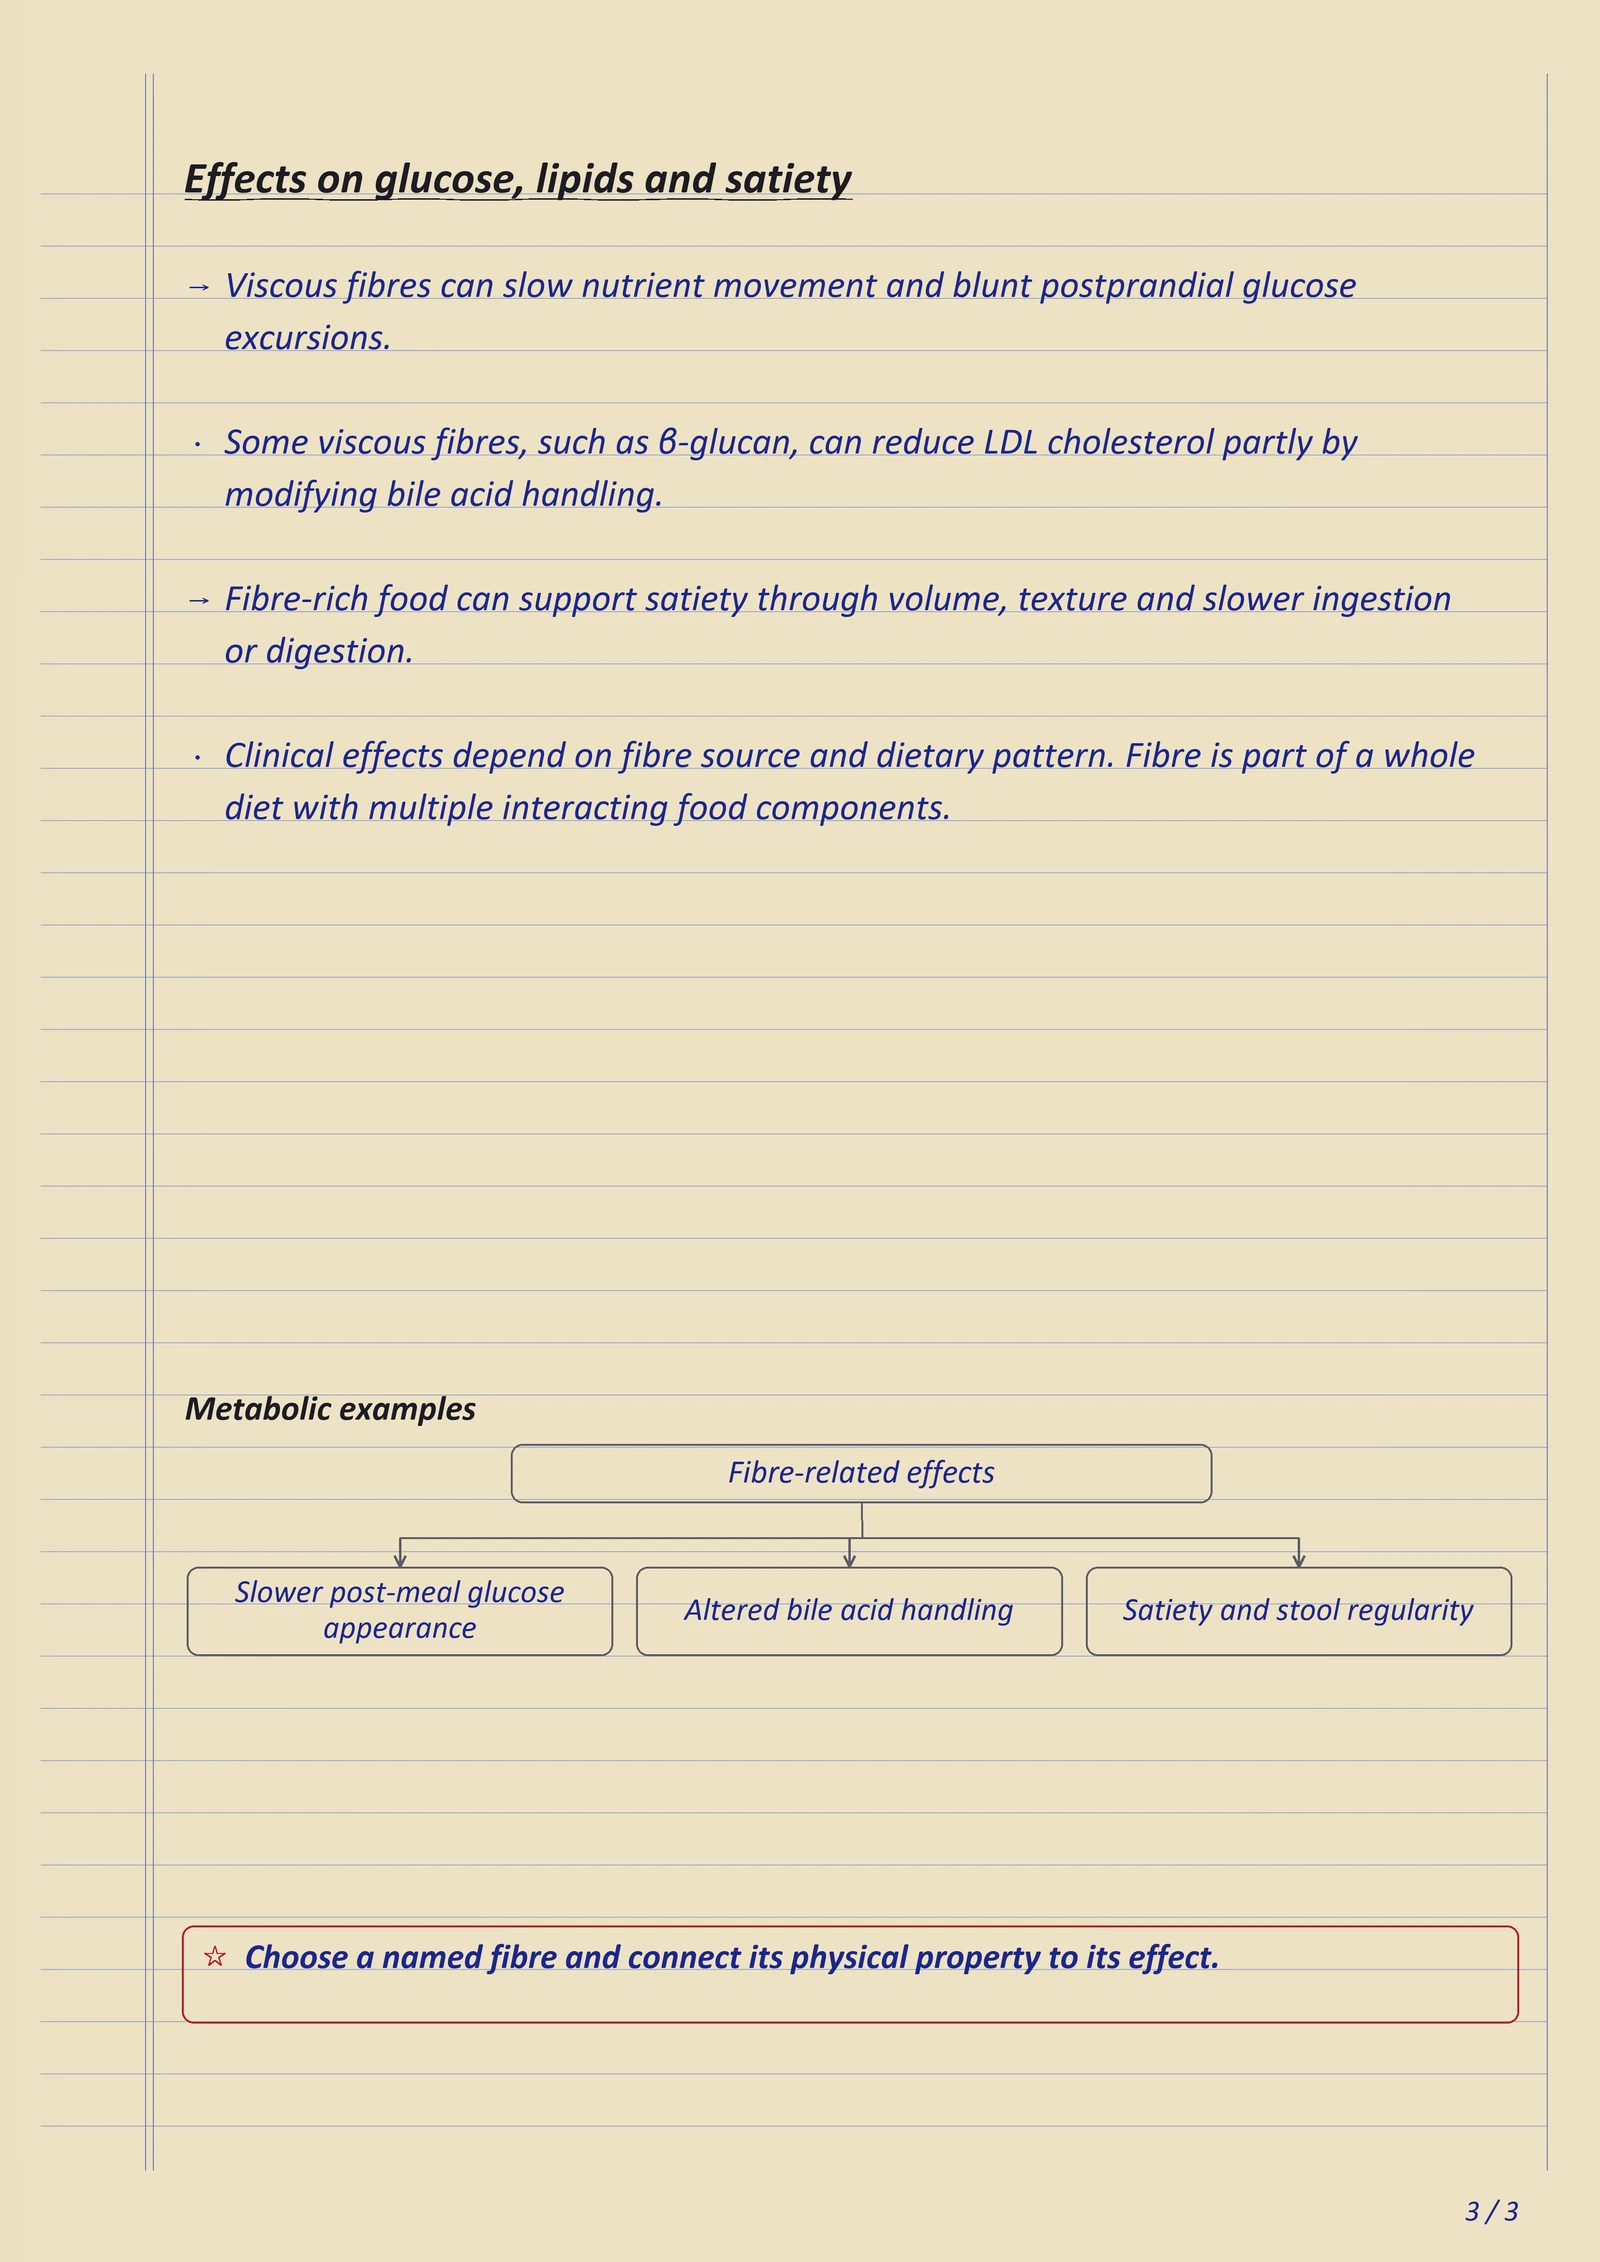 Effects on glucose, lipids and satiety
→ Viscous fibres can slow nutrient movement and blunt postprandial glucose
excursions.
· Some viscous fibres, such as β-glucan, can reduce LDL cholesterol partly by
modifying bile acid handling.
→ Fibre-rich food can support satiety through volume, texture and slower ingestion
or digestion.
· Clinical effects depend on fibre source and dietary pattern. Fibre is part of a whole
diet with multiple interacting food components.
Metabolic examples
Fibre-related effects
Slower post-meal glucose
appearance
Altered bile acid handling
Satiety and stool regularity
☆ Choose a named fibre and connect its physical property to its effect.
3 / 3